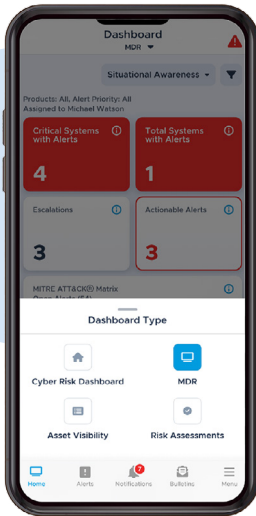 Dashboard
MDR
Situational Awareness
Products: All, Alert Priority: All
Assigned to Michael Watson
Critical Systems with Alerts
4
Total Systems with Alerts
1
Escalations
3
Actionable Alerts
3
MITRE ATT&CK® Matrix
Open Alerts (54)
Dashboard Type
Cyber Risk Dashboard
MDR
Asset Visibility
Risk Assessments
7
Home
Alerts
Notifications
Bulletins
Menu